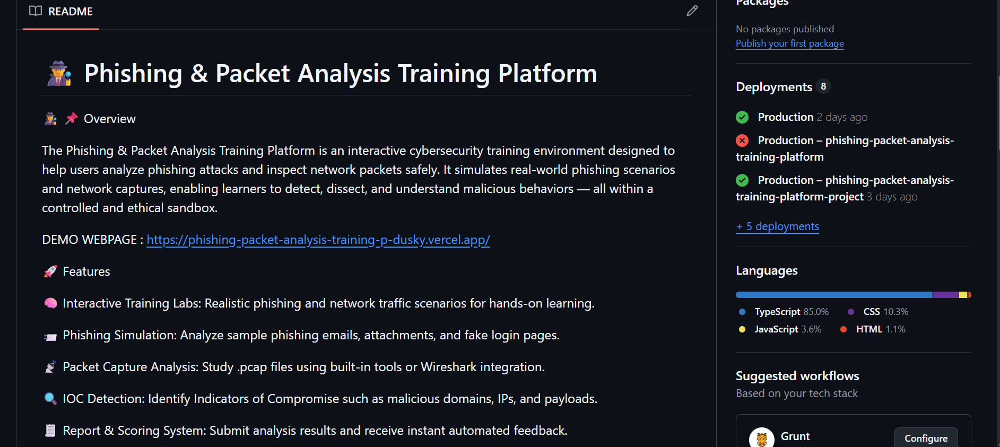 README
Phishing & Packet Analysis Training Platform
Overview
The Phishing & Packet Analysis Training Platform is an interactive cybersecurity training environment designed to
help users analyze phishing attacks and inspect network packets safely. It simulates real-world phishing scenarios
and network captures, enabling learners to detect, dissect, and understand malicious behaviors — all within a
controlled and ethical sandbox.
DEMO WEBPAGE : https://phishing-packet-analysis-training-p-dusky.vercel.app/
Features
Interactive Training Labs: Realistic phishing and network traffic scenarios for hands-on learning.
Phishing Simulation: Analyze sample phishing emails, attachments, and fake login pages.
Packet Capture Analysis: Study .pcap files using built-in tools or Wireshark integration.
IOC Detection: Identify Indicators of Compromise such as malicious domains, IPs, and payloads.
Report & Scoring System: Submit analysis results and receive instant automated feedback.
Packages
No packages published
Publish your first package
Deployments 8
Production 2 days ago
Production – phishing-packet-analysis-
training-platform
Production – phishing-packet-analysis-
training-platform-project 3 days ago
+ 5 deployments
Languages
TypeScript 85.0% CSS 10.3%
JavaScript 3.6% HTML 1.1%
Suggested workflows
Based on your tech stack
Grunt Configure